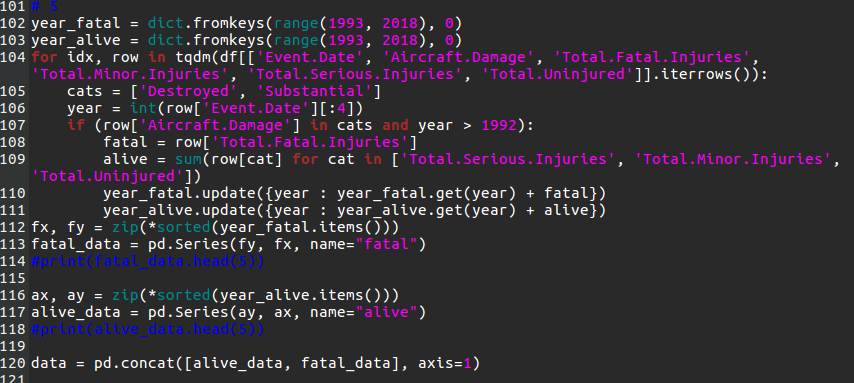 101 # 5
102 year_fatal = dict.fromkeys(range(1993, 2018), 0)
103 year_alive = dict.fromkeys(range(1993, 2018), 0)
104 for idx, row in tqdm(df[['Event.Date', 'Aircraft.Damage', 'Total.Fatal.Injuries',
'Total.Minor.Injuries', 'Total.Serious.Injuries', 'Total.Uninjured']].iterrows()):
105     cats = ['Destroyed', 'Substantial']
106     year = int(row['Event.Date'][:4])
107     if (row['Aircraft.Damage'] in cats and year > 1992):
108         fatal = row['Total.Fatal.Injuries']
109         alive = sum(row[cat] for cat in ['Total.Serious.Injuries', 'Total.Minor.Injuries',
'Total.Uninjured'])
110         year_fatal.update({year : year_fatal.get(year) + fatal})
111         year_alive.update({year : year_alive.get(year) + alive})
112 fx, fy = zip(*sorted(year_fatal.items()))
113 fatal_data = pd.Series(fy, fx, name="fatal")
114 #print(fatal_data.head(5))
115
116 ax, ay = zip(*sorted(year_alive.items()))
117 alive_data = pd.Series(ay, ax, name="alive")
118 #print(alive_data.head(5))
119
120 data = pd.concat([alive_data, fatal_data], axis=1)
121